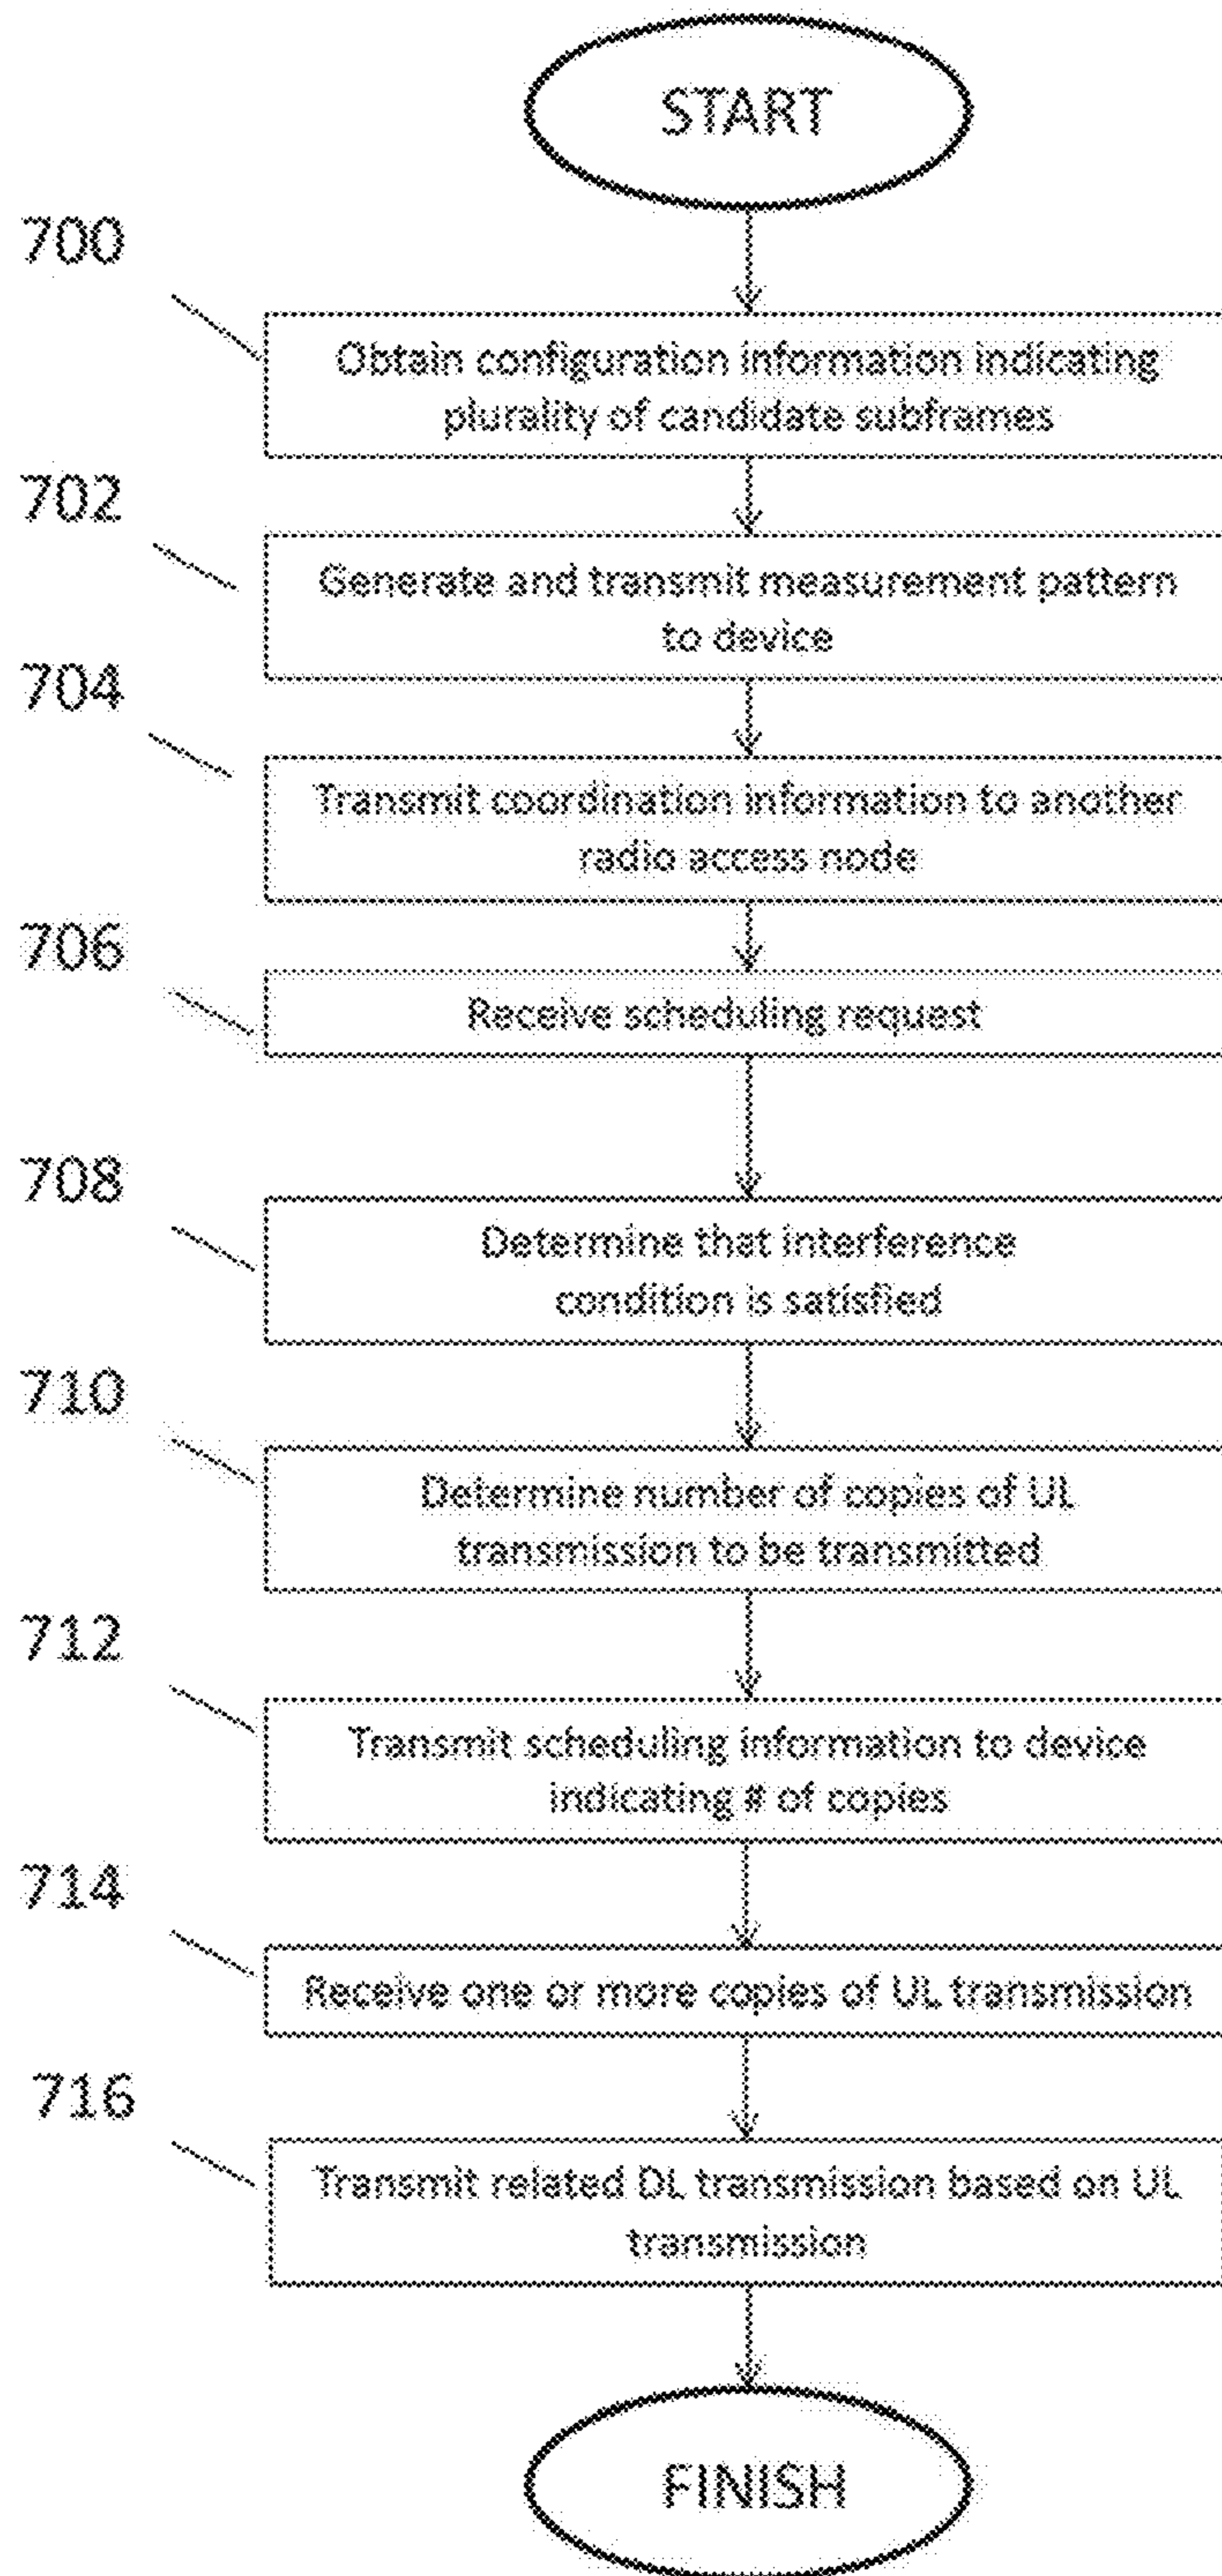 START
700
Obtain configuration information indicating
plurality of candidate subframes
702
Generate and transmit measurement pattern
to device
704
Transmit coordination information to another
radio access node
706
Receive scheduling request
708
Determine that interference
condition is satisfied
710
Determine number of copies of UL
transmission to be transmitted
712
Transmit scheduling information to device
indicating # of copies
714
Receive one or more copies of UL transmission
716
Transmit related DL transmission based on UL
transmission
FINISH